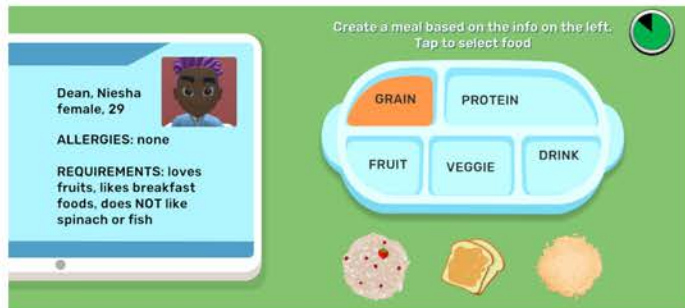 Create a meal based on the info on the left.
Tap to select food
Dean, Niesha
female, 29
ALLERGIES: none
REQUIREMENTS: loves
fruits, likes breakfast
foods, does NOT like
spinach or fish
GRAIN
PROTEIN
FRUIT
VEGGIE
DRINK